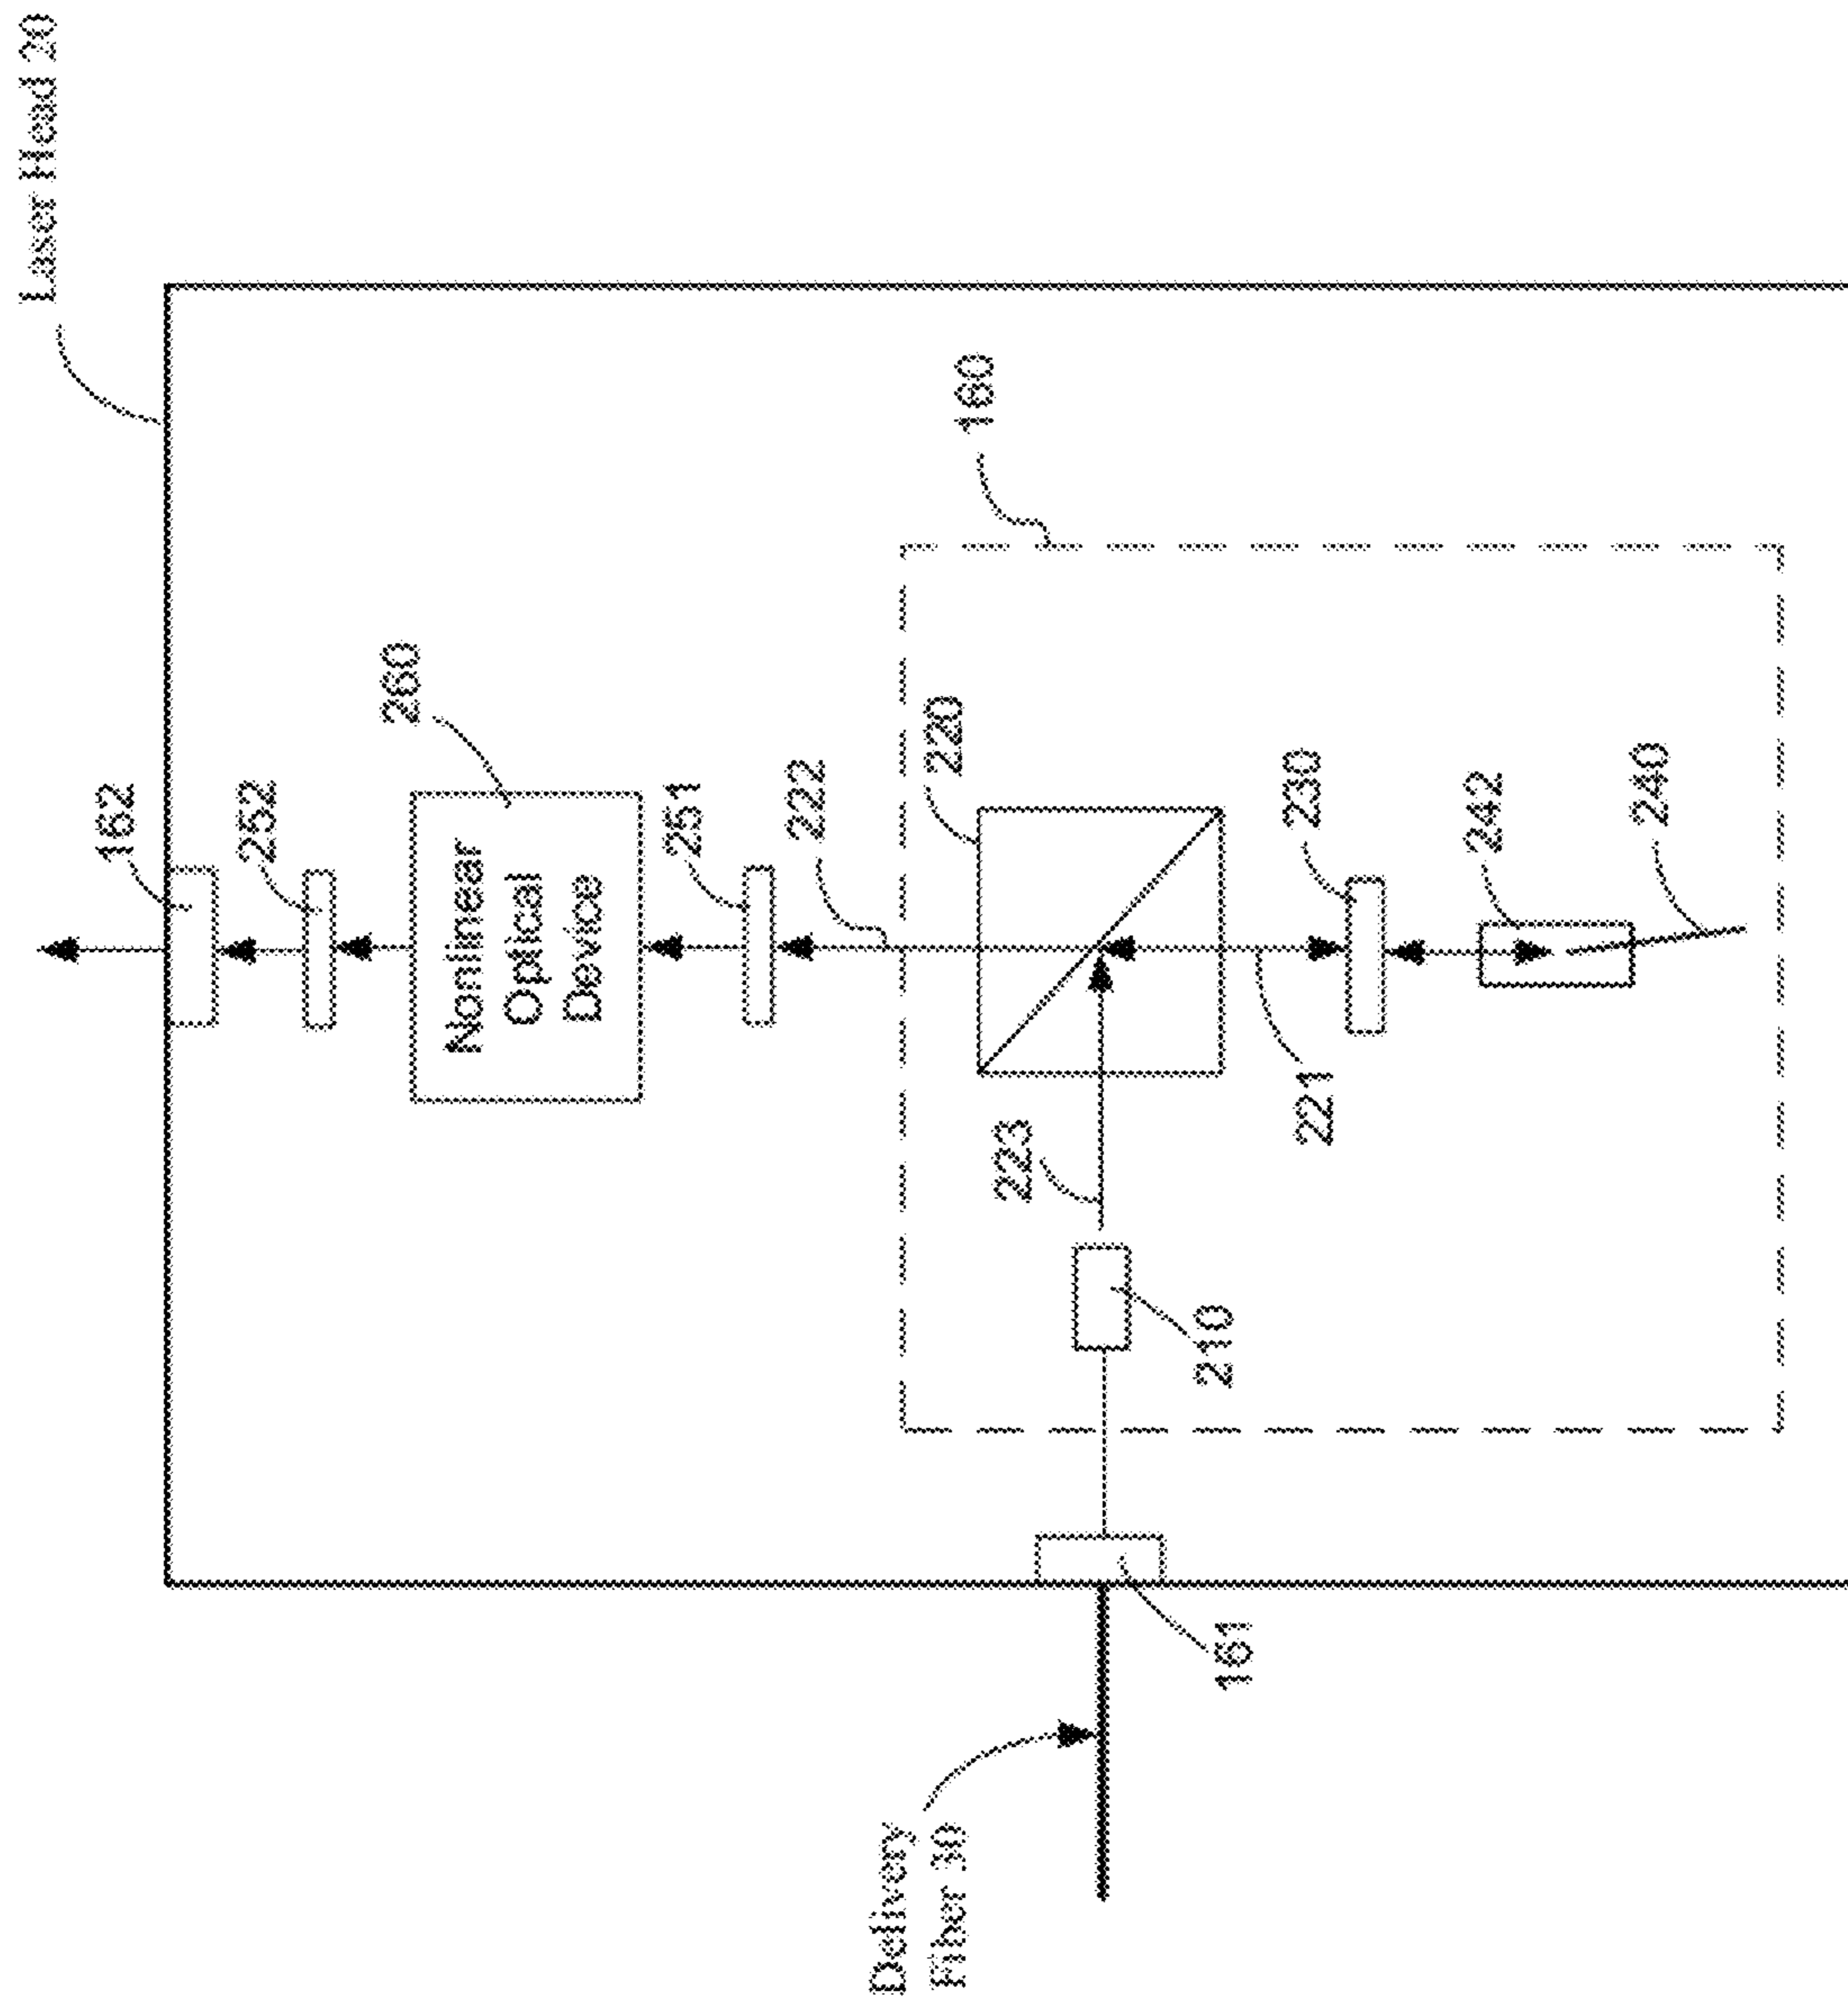 Laser Head 20
162
252
260
Nonlinear
Optical
Device
251
222
Delivery
Fiber 30
220
160
223
210
161
230
221
242
240